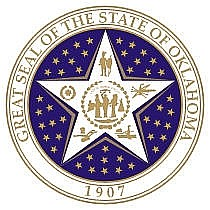 GREAT SEAL OF THE STATE OF OKLAHOMA
1907